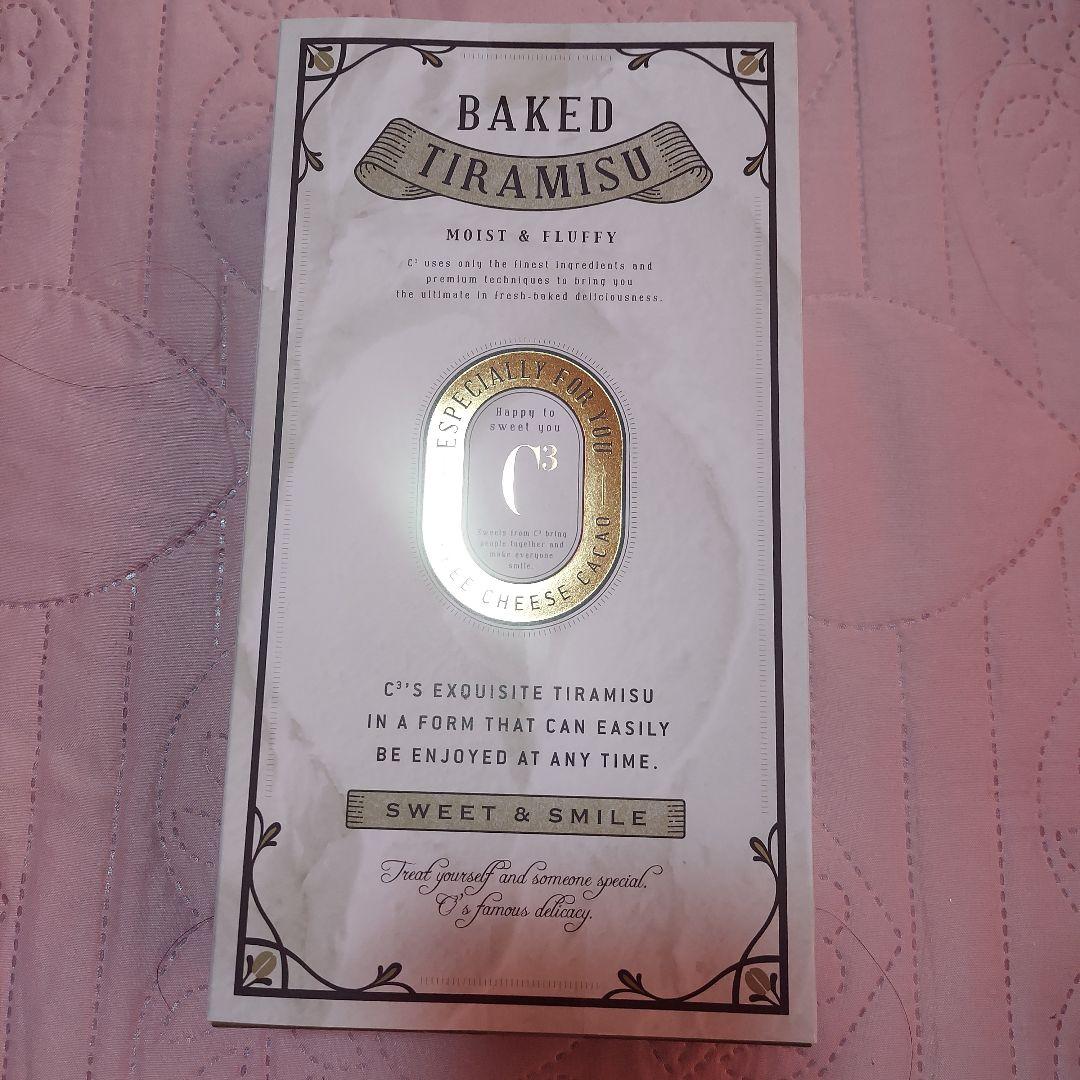 BAKED
TIRAMISU
MOIST & FLUFFY
C³ uses only the finest ingredients and
premium techniques to bring you
the ultimate in fresh-baked deliciousness.
ESPECIALLY FOR YOU
Happy to
sweet you
C³
Sweets from C³ bring
people together and
make everyone
smile.
CHEESE CACAO
C³'S EXQUISITE TIRAMISU
IN A FORM THAT CAN EASILY
BE ENJOYED AT ANY TIME.
SWEET & SMILE
Treat yourself and someone special.
C³'s famous delicacy.